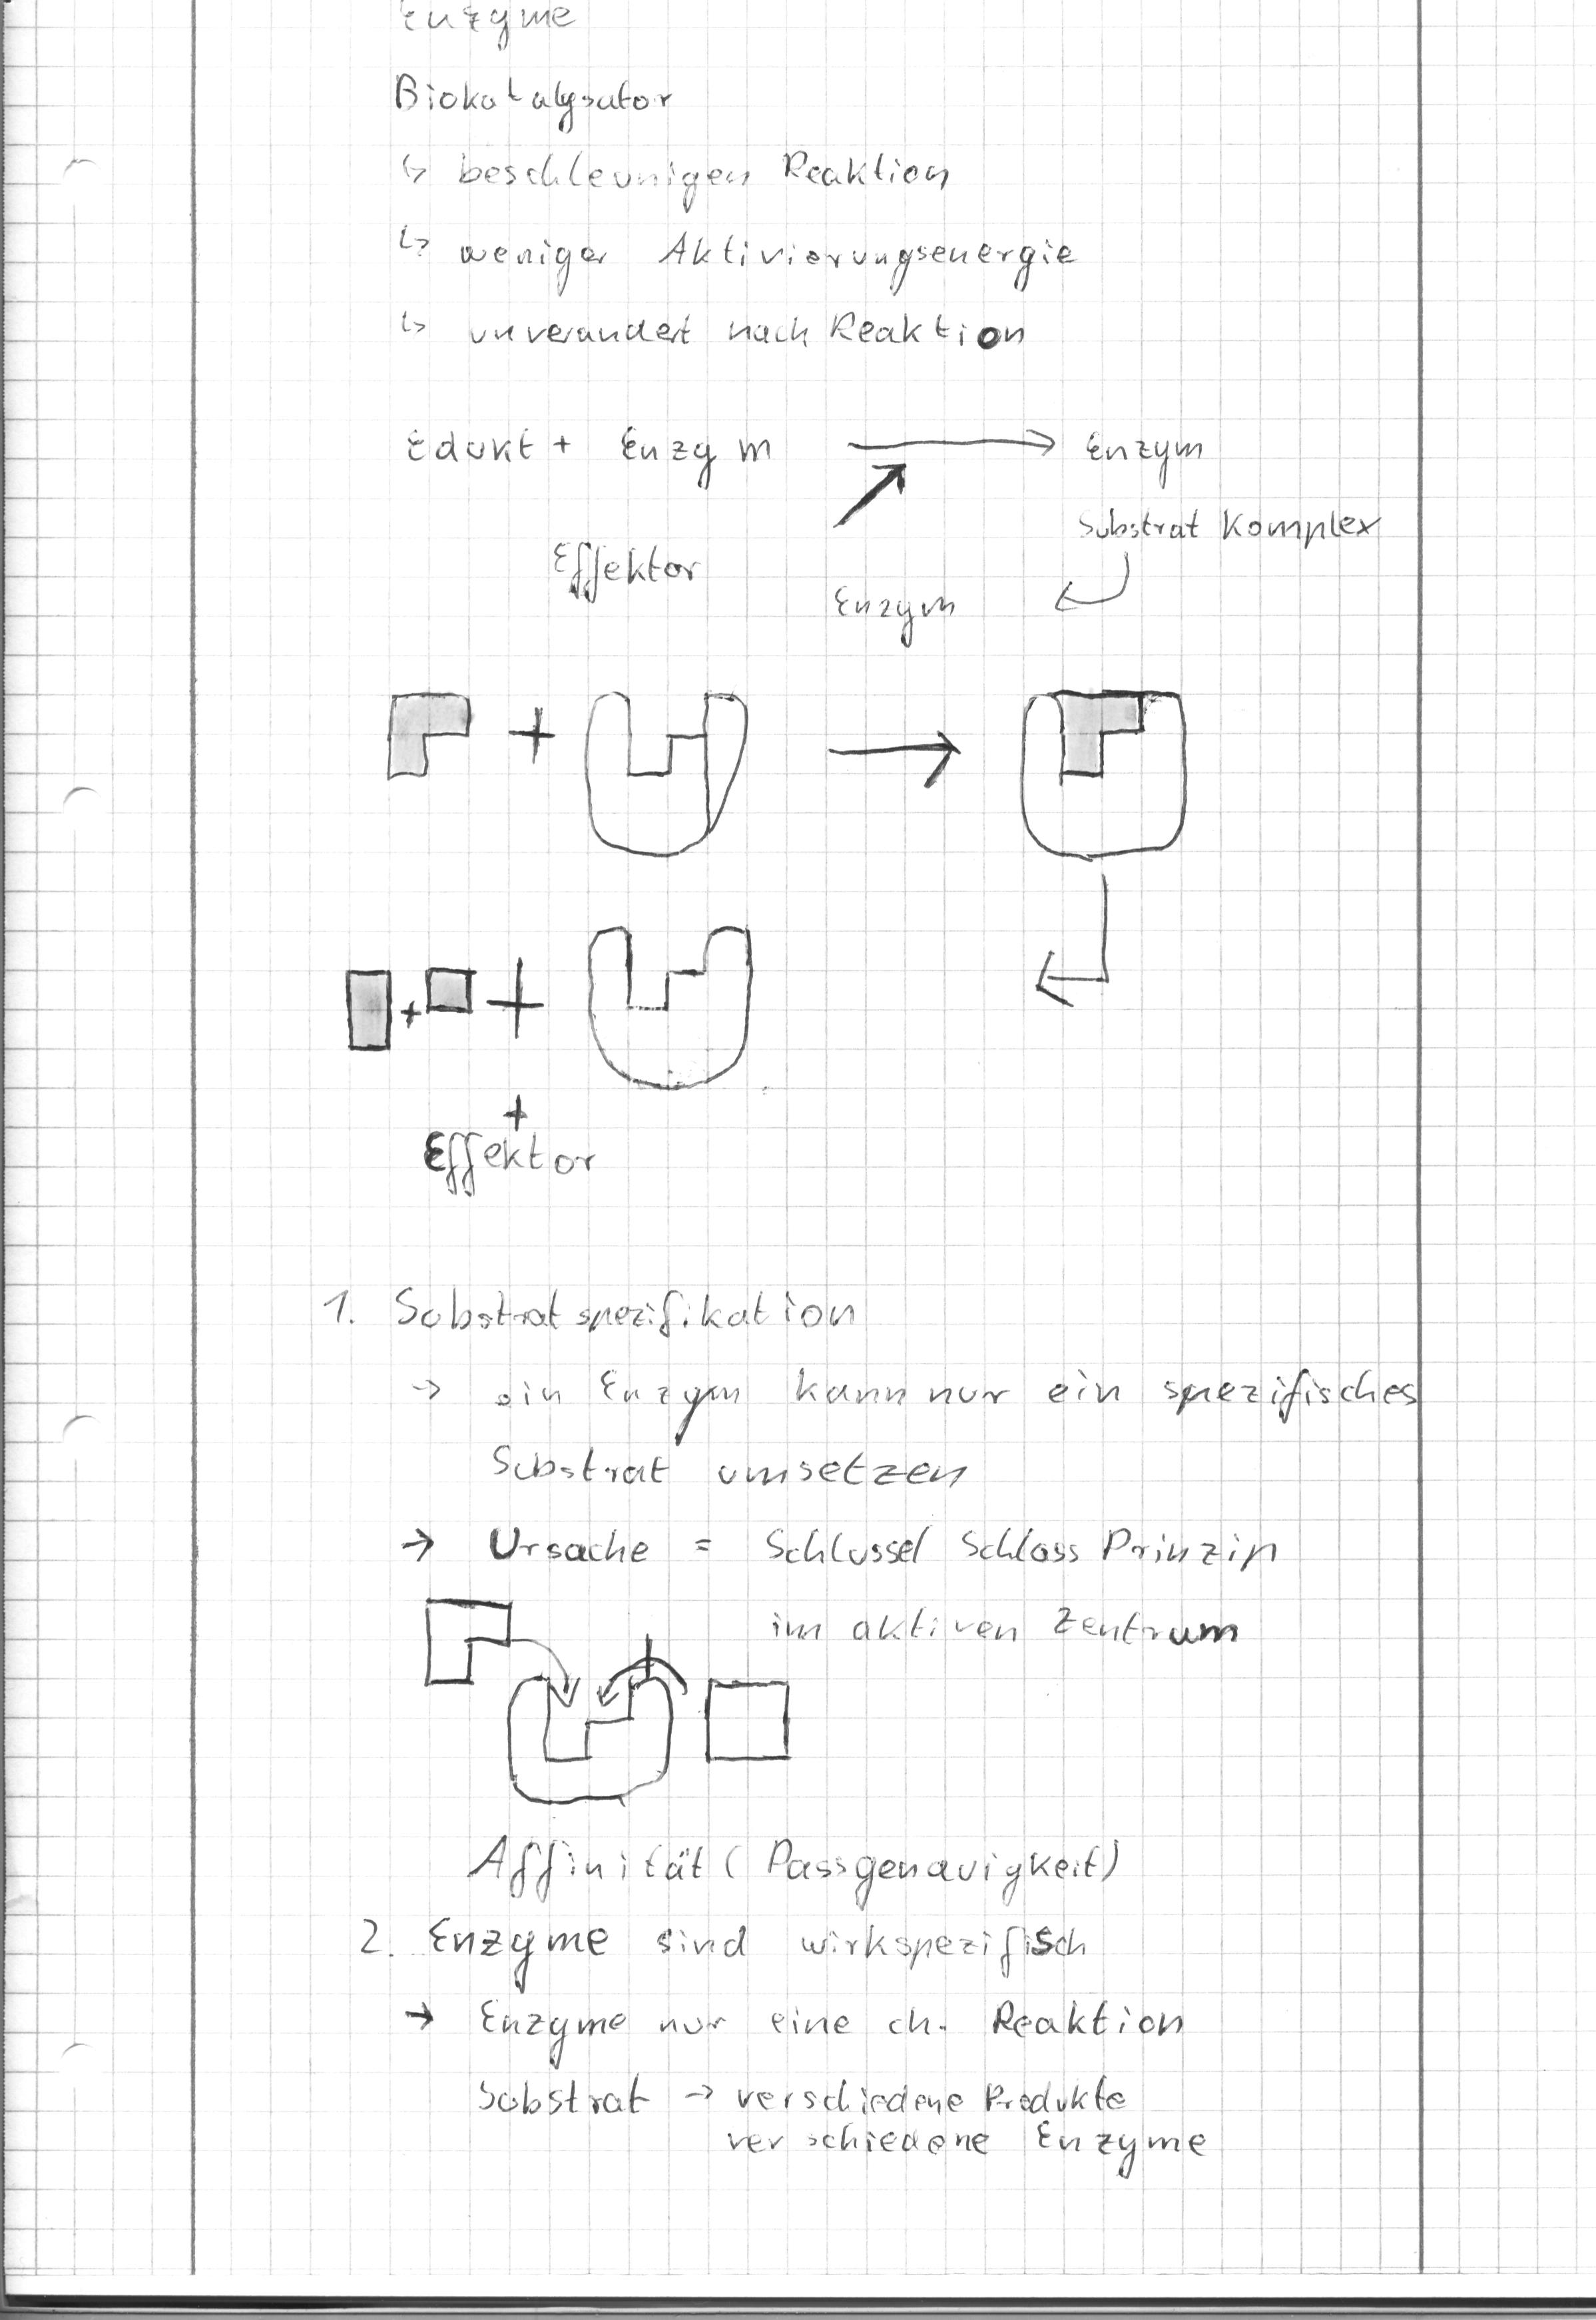 Enzyme
Biokatalysator
↳ beschleunigen Reaktion
↳ weniger Aktivierungsenergie
↳ unverandert nach Reaktion
Edukt + Enzym → Enzym
Substrat Komplex
Effektor
Enzym
+ →
+ +
+
Effektor
1. Substratspezifikation
→ ein Enzym kann nur ein spezifisches
Substrat umsetzen
→ Ursache = Schlussel Schloss Prinzip
im aktiven Zentrum
Affinität (Passgenauigkeit)
2. Enzyme sind wirkspezifisch
→ Enzyme nur eine ch. Reaktion
Substrat → verschiedene Produkte
verschiedene Enzyme